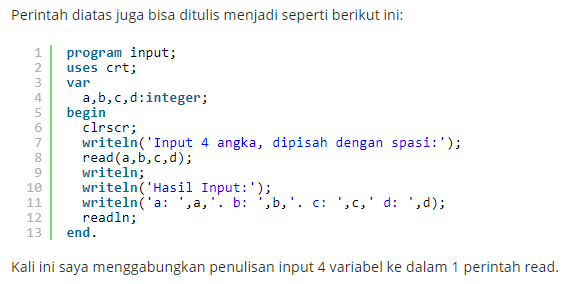 Perintah diatas juga bisa ditulis menjadi seperti berikut ini:
1 program input;
2 uses crt;
3 var
4 a,b,c,d:integer;
5 begin
6 clrscr;
7 writeln('Input 4 angka, dipisah dengan spasi:');
8 read(a,b,c,d);
9 writeln;
10 writeln('Hasil Input:');
11 writeln('a: ',a,'. b: ',b,'. c: ',c,' d: ',d);
12 readln;
13 end.
Kali ini saya menggabungkan penulisan input 4 variabel ke dalam 1 perintah read.